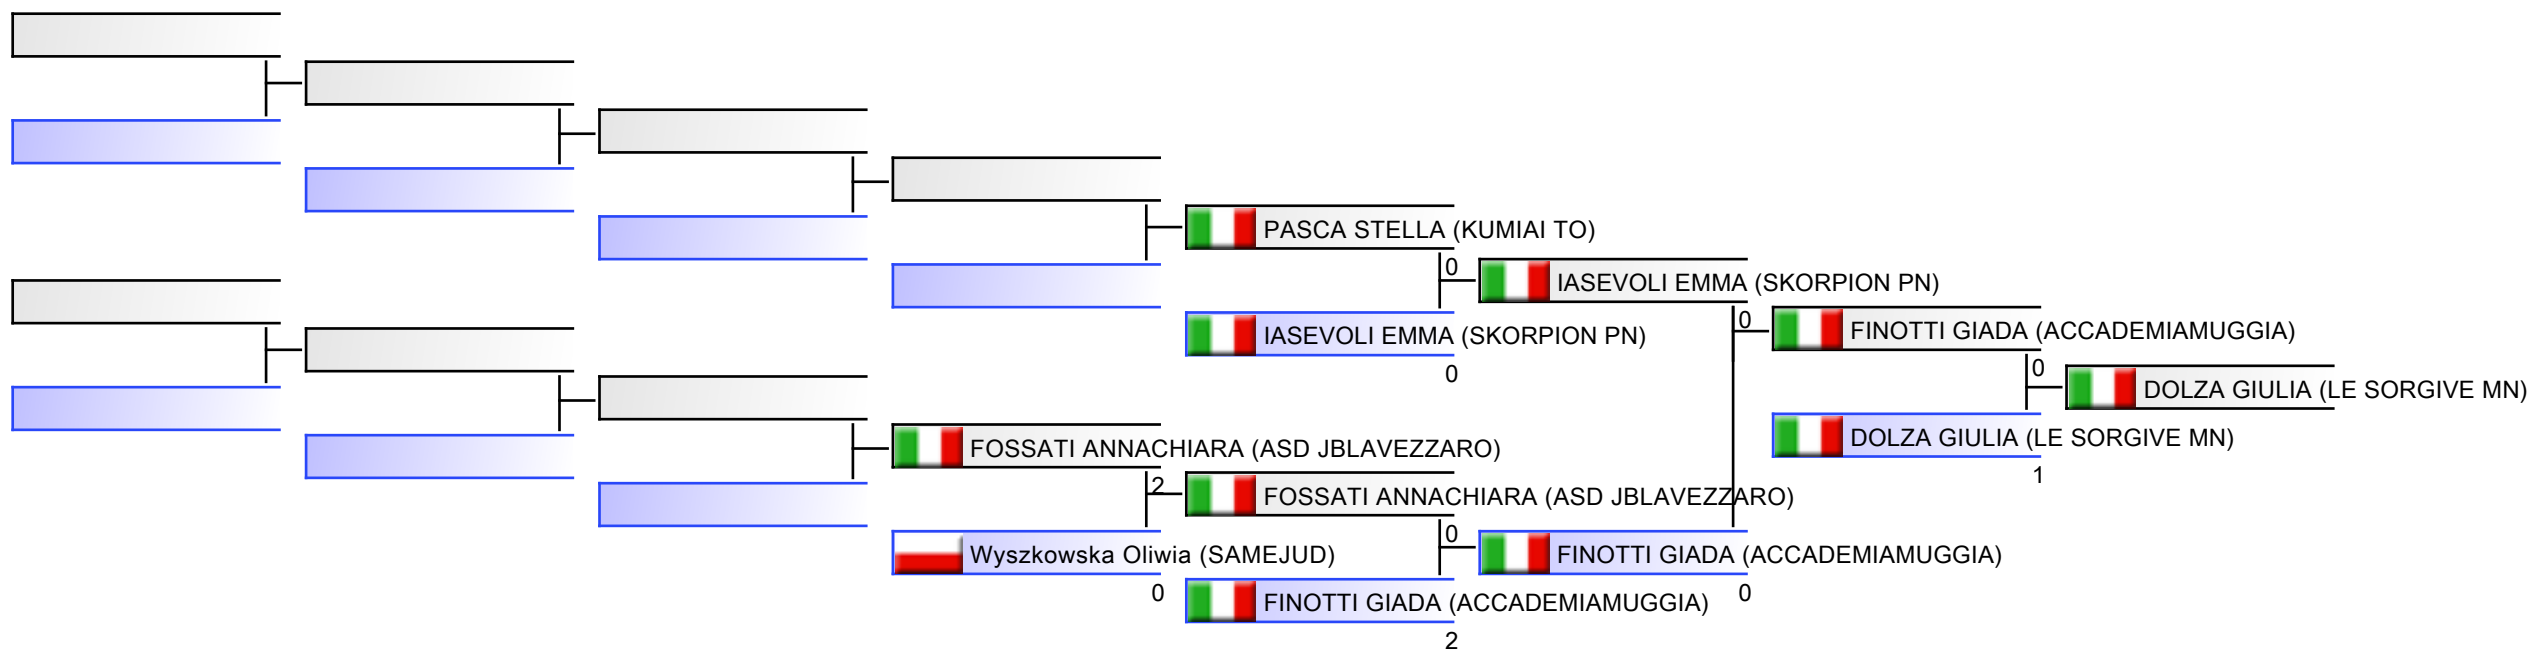 PASCA STELLA (KUMIAI TO)
0
IASEVOLI EMMA (SKORPION PN)
IASEVOLI EMMA (SKORPION PN)
0
0
FINOTTI GIADA (ACCADEMIAMUGGIA)
0
DOLZA GIULIA (LE SORGIVE MN)
DOLZA GIULIA (LE SORGIVE MN)
1
FOSSATI ANNACHIARA (ASD JBLAVEZZARO)
2
FOSSATI ANNACHIARA (ASD JBLAVEZZARO)
Wyszkowska Oliwia (SAMEJUD)
0
0
FINOTTI GIADA (ACCADEMIAMUGGIA)
0
FINOTTI GIADA (ACCADEMIAMUGGIA)
2